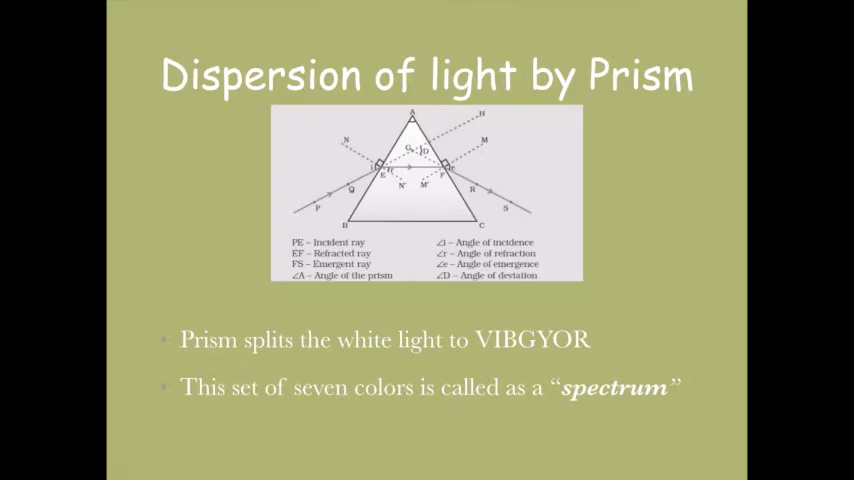 Dispersion of light by Prism
A
H
N
M
G
D
i
E
r
F
e
N'
M'
Q
R
P
S
B
C
PE – Incident ray
∠i – Angle of incidence
EF – Refracted ray
∠r – Angle of refraction
FS – Emergent ray
∠e – Angle of emergence
∠A – Angle of the prism
∠D – Angle of deviation
Prism splits the white light to VIBGYOR
This set of seven colors is called as a “spectrum”